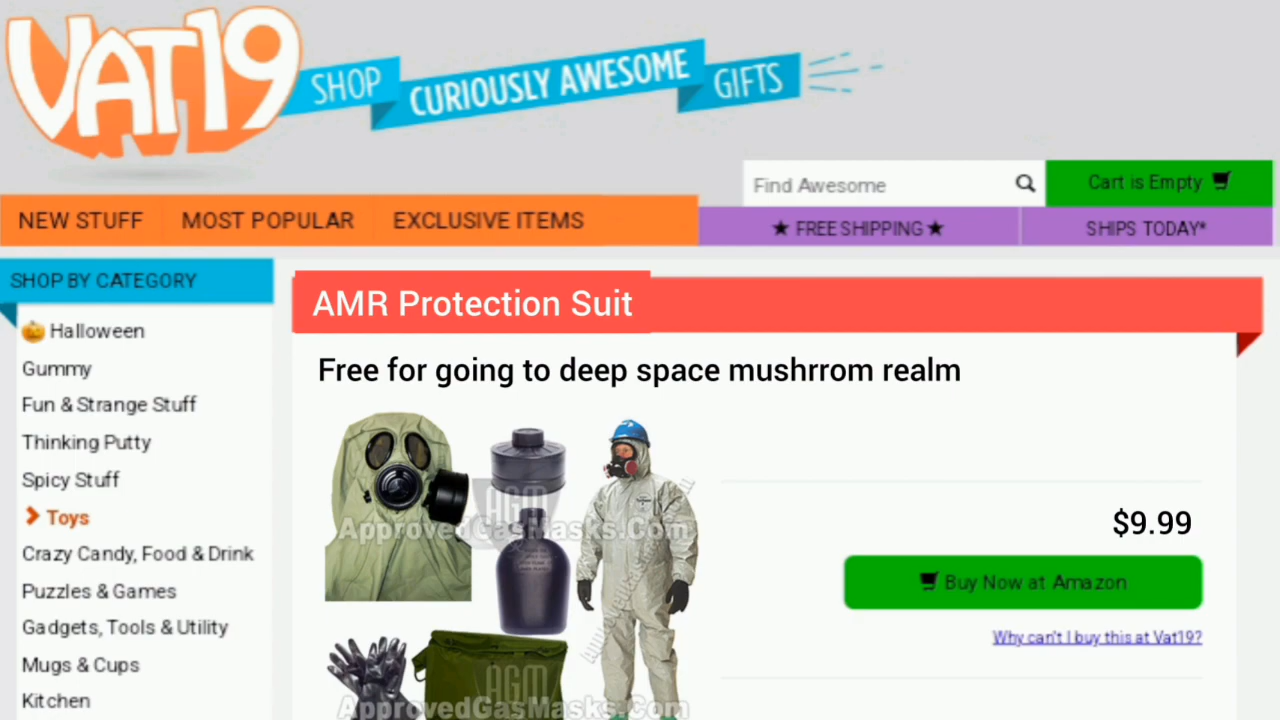 VAT19
SHOP CURIOUSLY AWESOME GIFTS
Find Awesome
Cart is Empty
NEW STUFF MOST POPULAR EXCLUSIVE ITEMS
★ FREE SHIPPING ★ SHIPS TODAY*
SHOP BY CATEGORY
Halloween
Gummy
Fun & Strange Stuff
Thinking Putty
Spicy Stuff
Toys
Crazy Candy, Food & Drink
Puzzles & Games
Gadgets, Tools & Utility
Mugs & Cups
Kitchen
AMR Protection Suit
Free for going to deep space mushrrom realm
AGM
ApprovedGasMasks.Com
AGM
ApprovedGasMasks.Com
$9.99
Buy Now at Amazon
Why can't I buy this at Vat19?